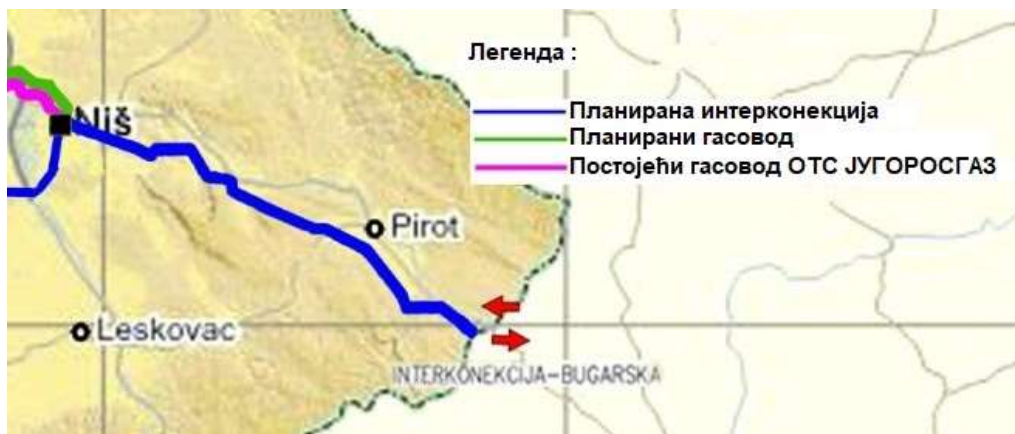 Легенда :
Планирана интерконекција
Планирани гасовод
Постојећи гасовод ОТС ЈУГОРОСГАЗ
Niš
Pirot
Leskovac
INTERKONEKCIJA-BUGARSKA